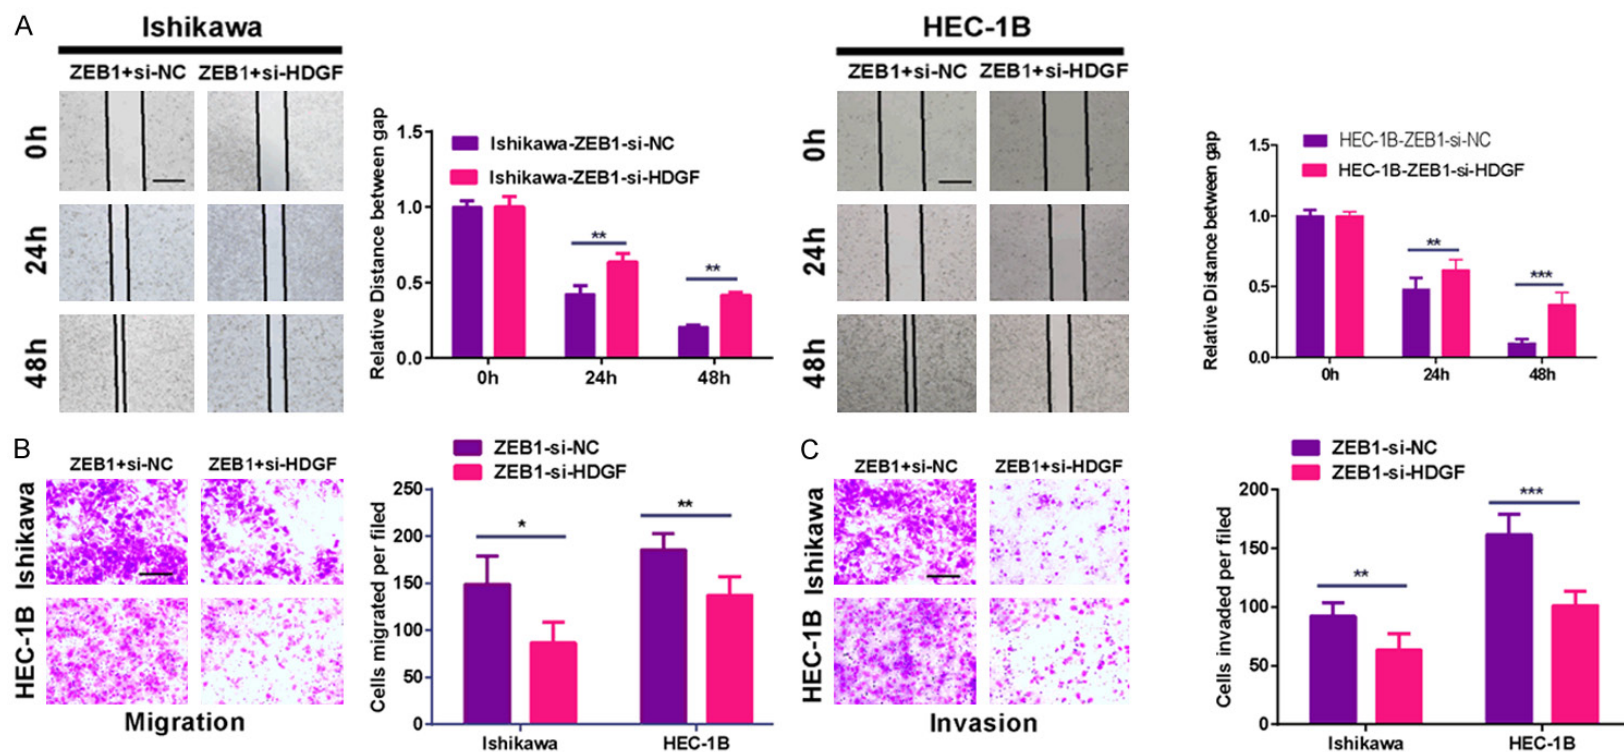 A
Ishikawa
ZEB1+si-NC ZEB1+si-HDGF
0h
24h
48h
Relative Distance between gap
1.5
1.0
0.5
0.0
Ishikawa-ZEB1-si-NC
Ishikawa-ZEB1-si-HDGF
**
**
0h 24h 48h
HEC-1B
ZEB1+si-NC ZEB1+si-HDGF
0h
24h
48h
Relative Distance between gap
1.5
1.0
0.5
0.0
HEC-1B-ZEB1-si-NC
HEC-1B-ZEB1-si-HDGF
**
***
0h 24h 48h
B
ZEB1+si-NC ZEB1+si-HDGF
Ishikawa
HEC-1B
Migration
ZEB1-si-NC
ZEB1-si-HDGF
Cells migrated per filed
250
200
150
100
50
0
*
**
Ishikawa HEC-1B
C
ZEB1+si-NC ZEB1+si-HDGF
Ishikawa
HEC-1B
Invasion
ZEB1-si-NC
ZEB1-si-HDGF
Cells invaded per filed
200
150
100
50
0
**
***
Ishikawa HEC-1B